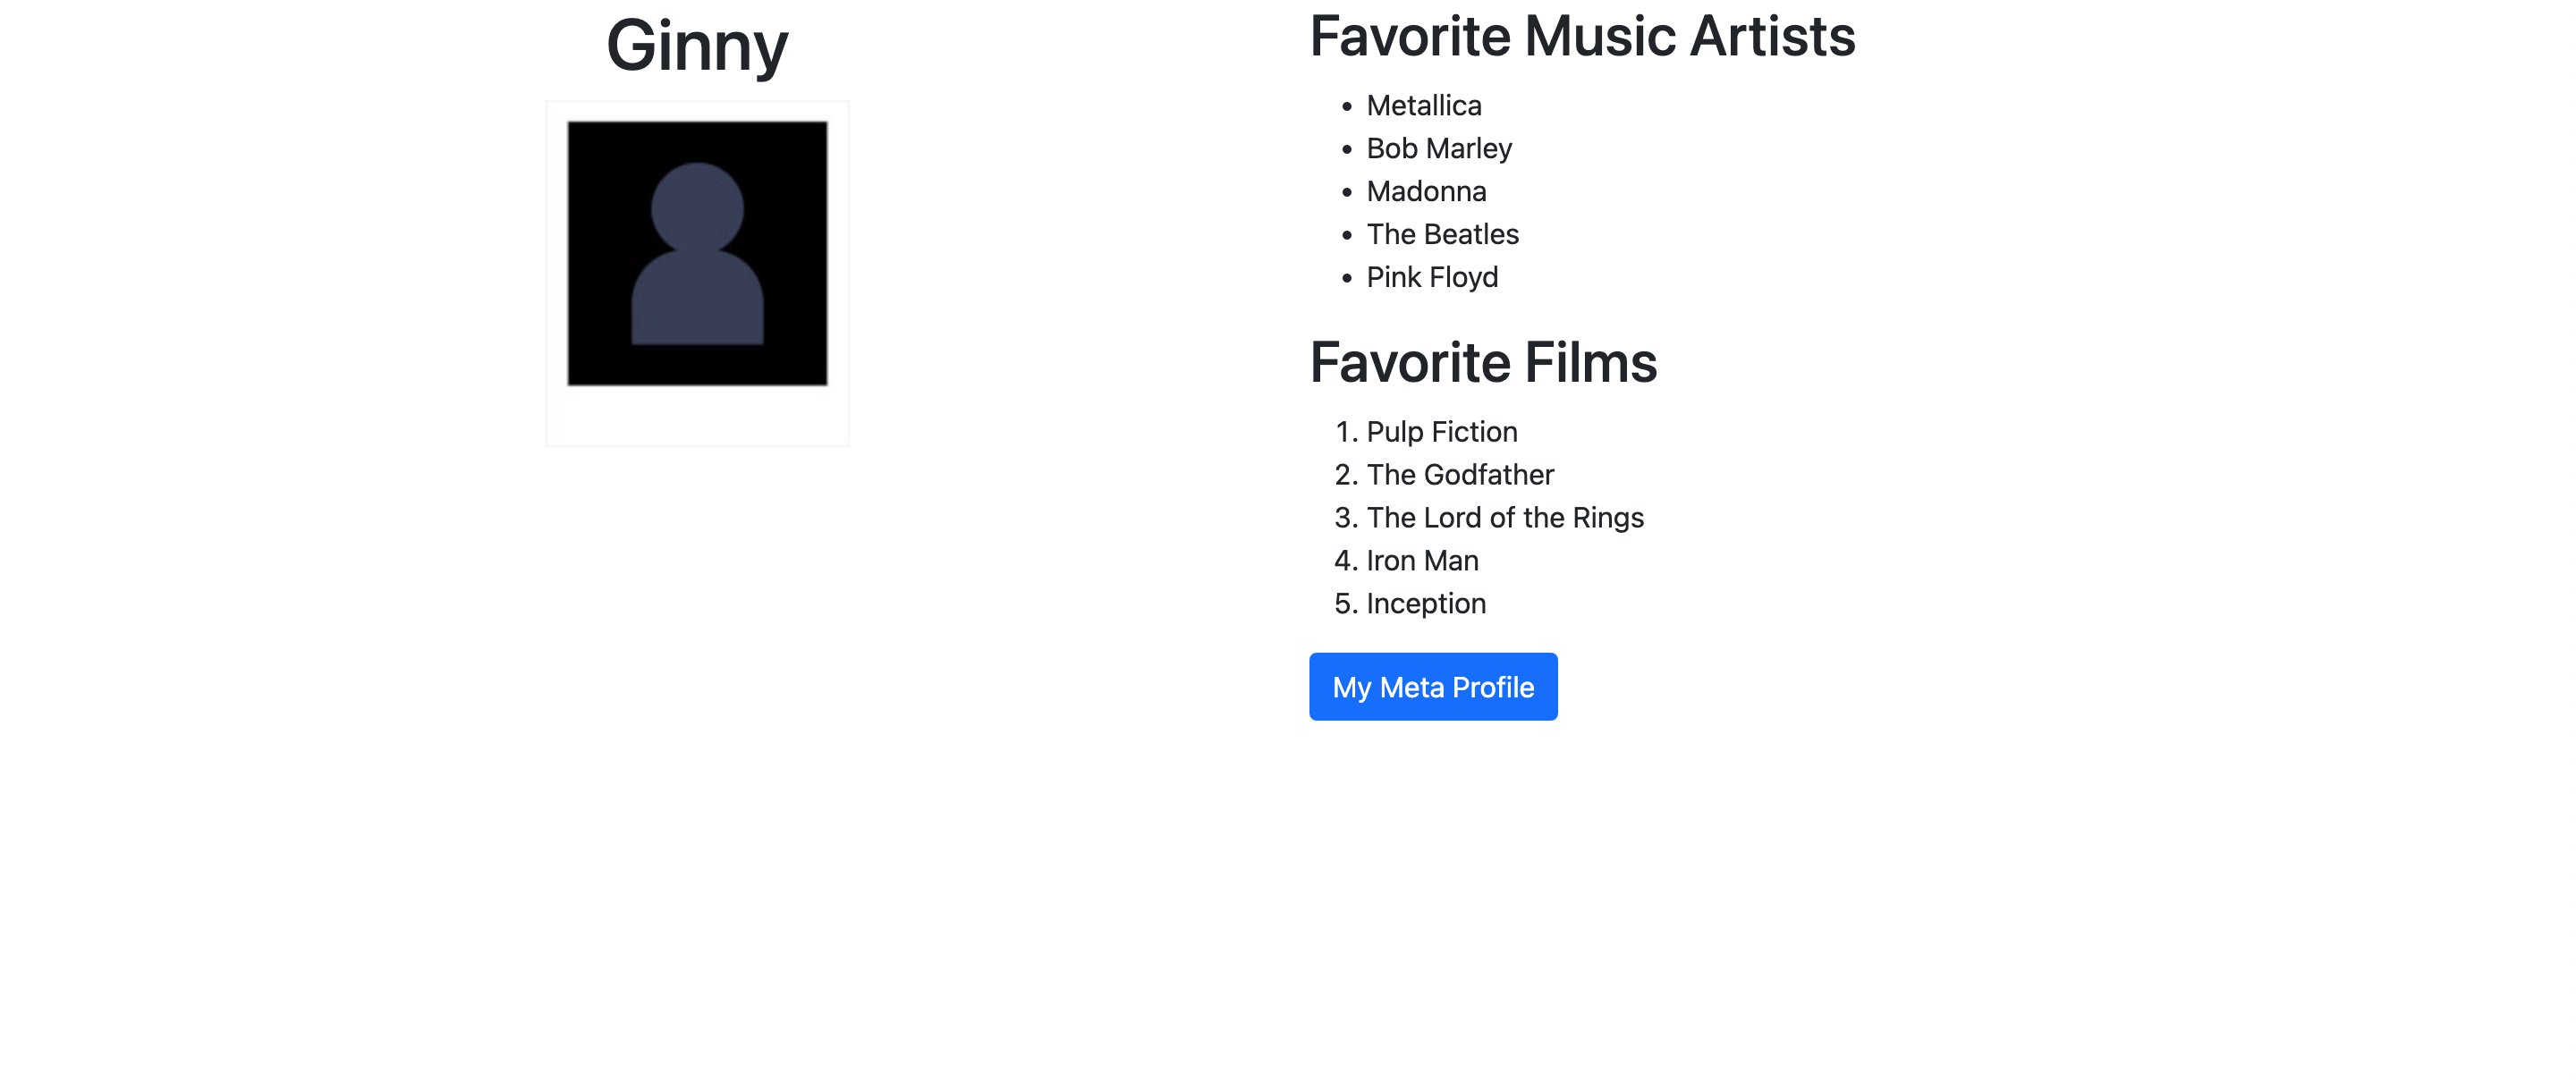 Ginny
Favorite Music Artists
• Metallica
• Bob Marley
• Madonna
• The Beatles
• Pink Floyd
Favorite Films
1. Pulp Fiction
2. The Godfather
3. The Lord of the Rings
4. Iron Man
5. Inception
My Meta Profile